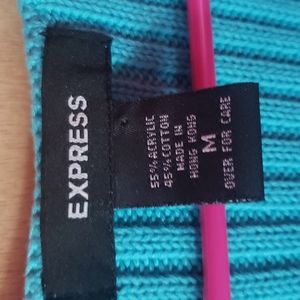 EXPRESS
55% ACRYLIC
45% COTTON
MADE IN
HONG KONG
M
OVER FOR CARE